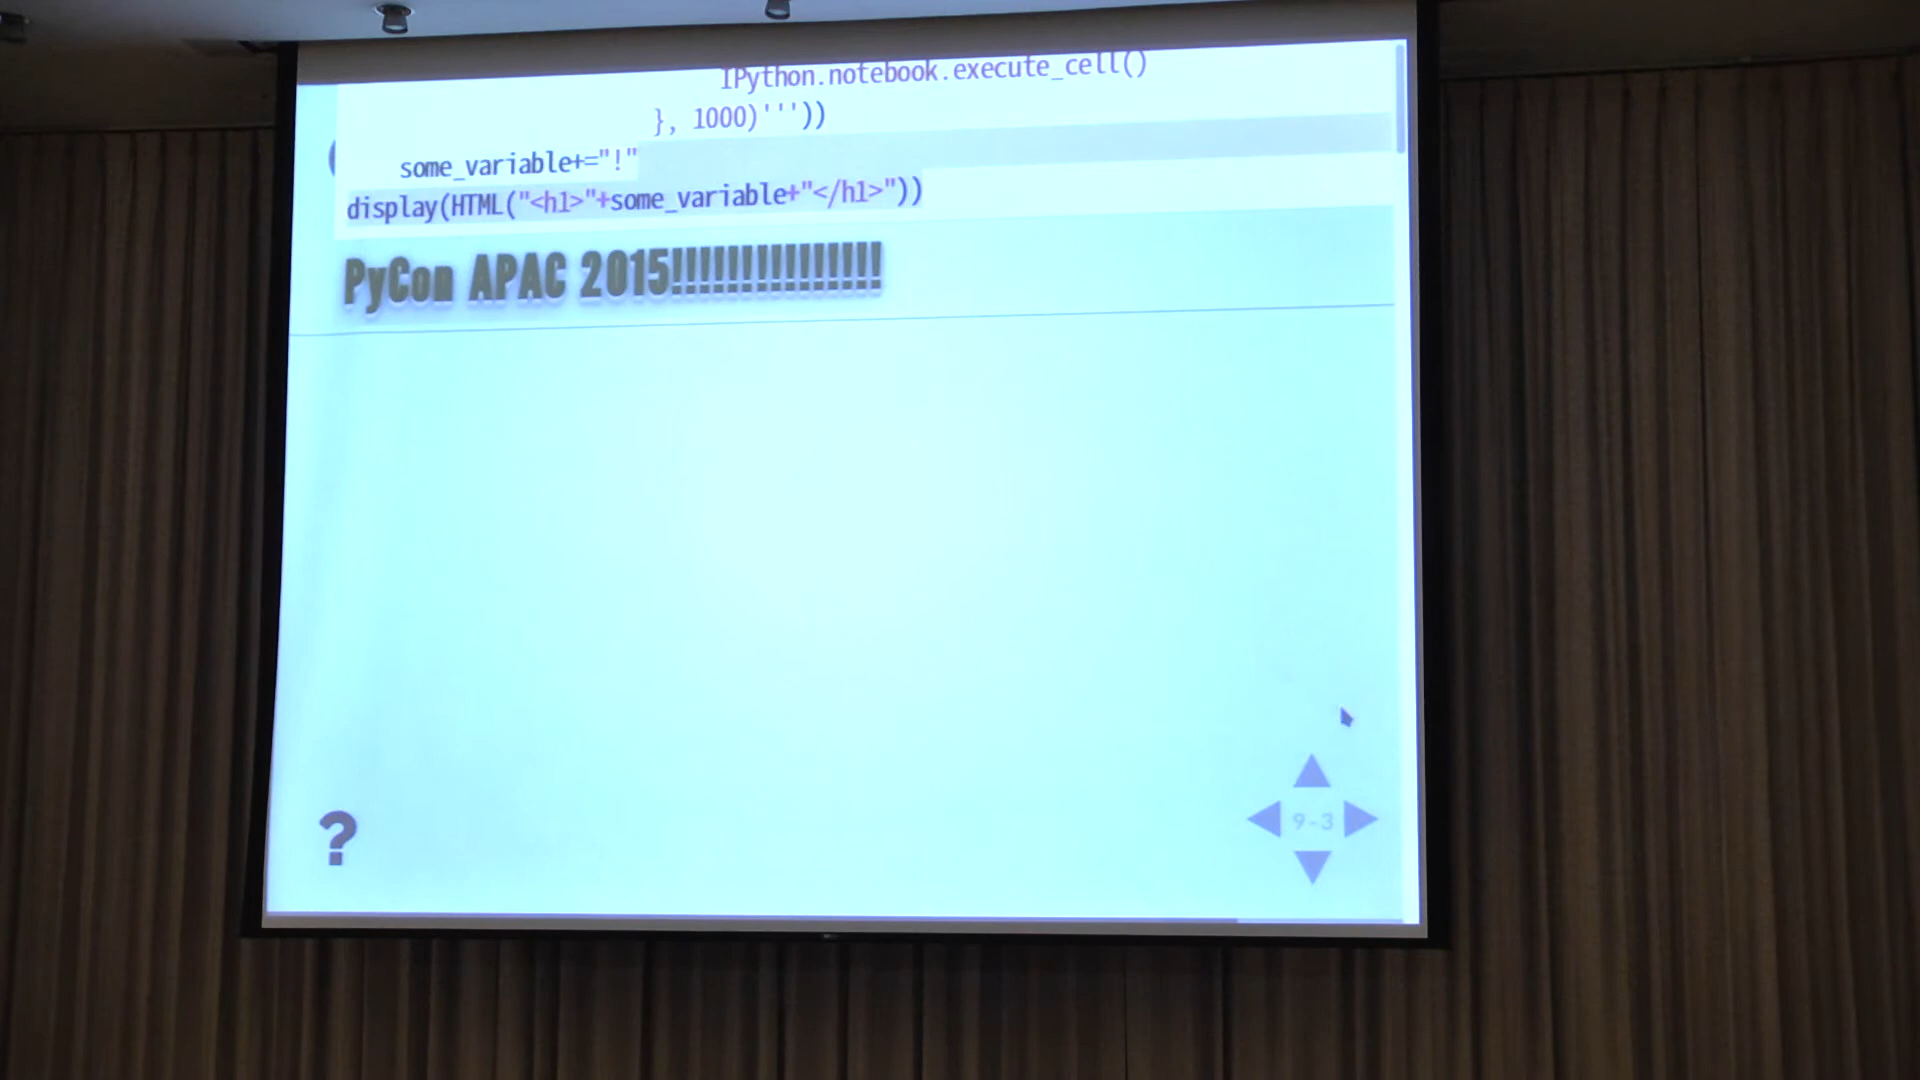 IPython.notebook.execute_cell()
}, 1000)'''))
some_variable+="!"
display(HTML("<h1>"+some_variable+"</h1>"))
PyCon APAC 2015!!!!!!!!!!!!!!!
?
9-3